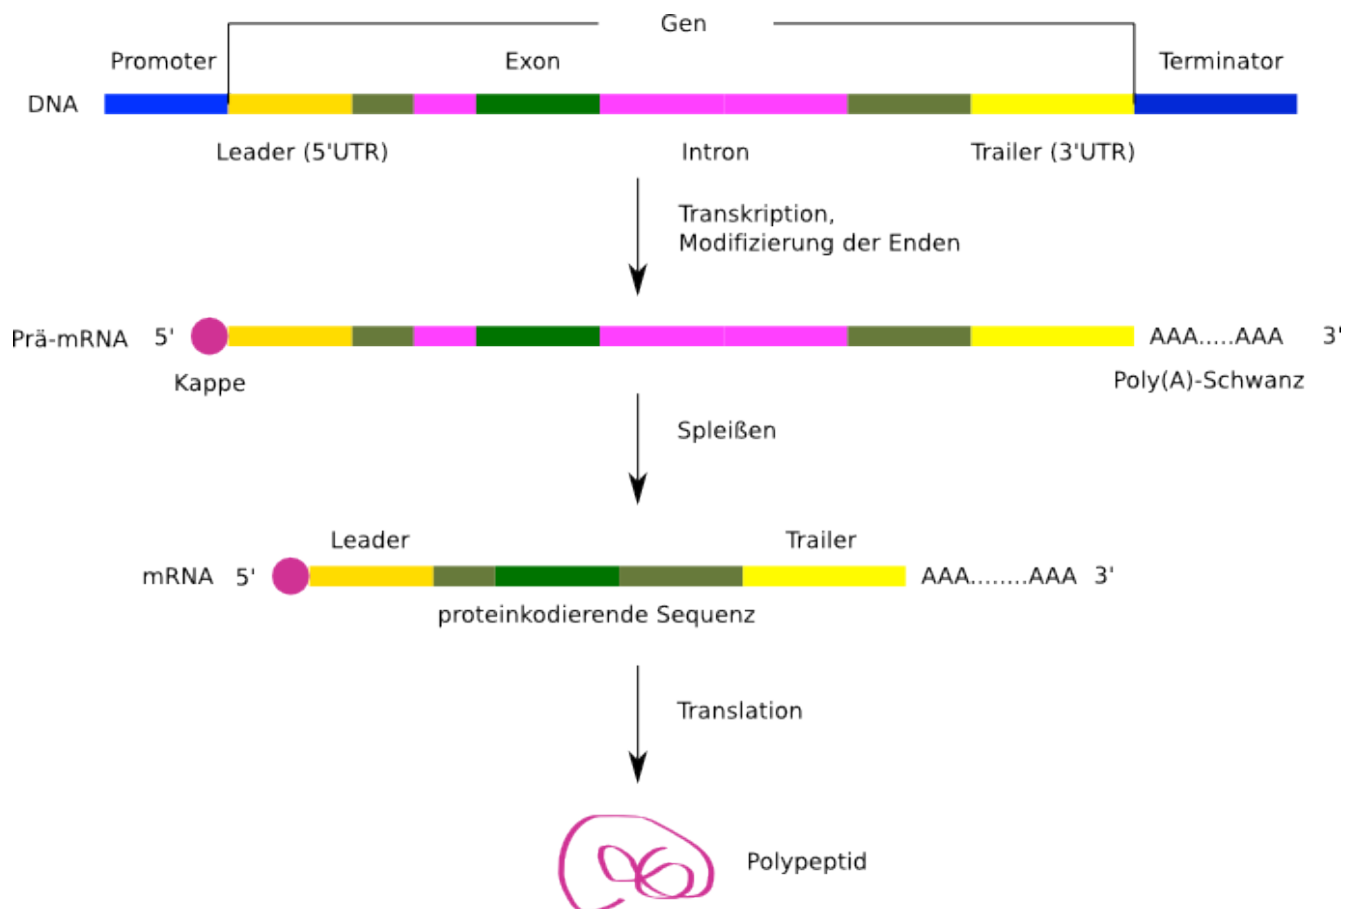 Gen
Promoter Exon Terminator
DNA
Leader (5'UTR) Intron Trailer (3'UTR)
Transkription,
Modifizierung der Enden
Prä-mRNA 5' AAA.....AAA 3'
Kappe Poly(A)-Schwanz
Spleißen
Leader Trailer
mRNA 5' AAA........AAA 3'
proteinkodierende Sequenz
Translation
Polypeptid